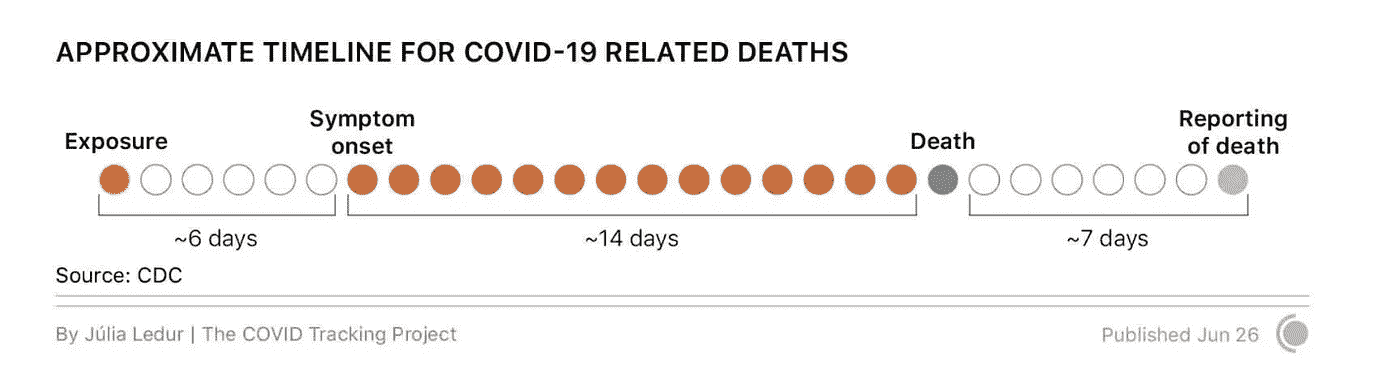 APPROXIMATE TIMELINE FOR COVID-19 RELATED DEATHS
Exposure
Symptom
onset
Death
Reporting
of death
~6 days
~14 days
~7 days
Source: CDC
By Júlia Ledur | The COVID Tracking Project
Published Jun 26